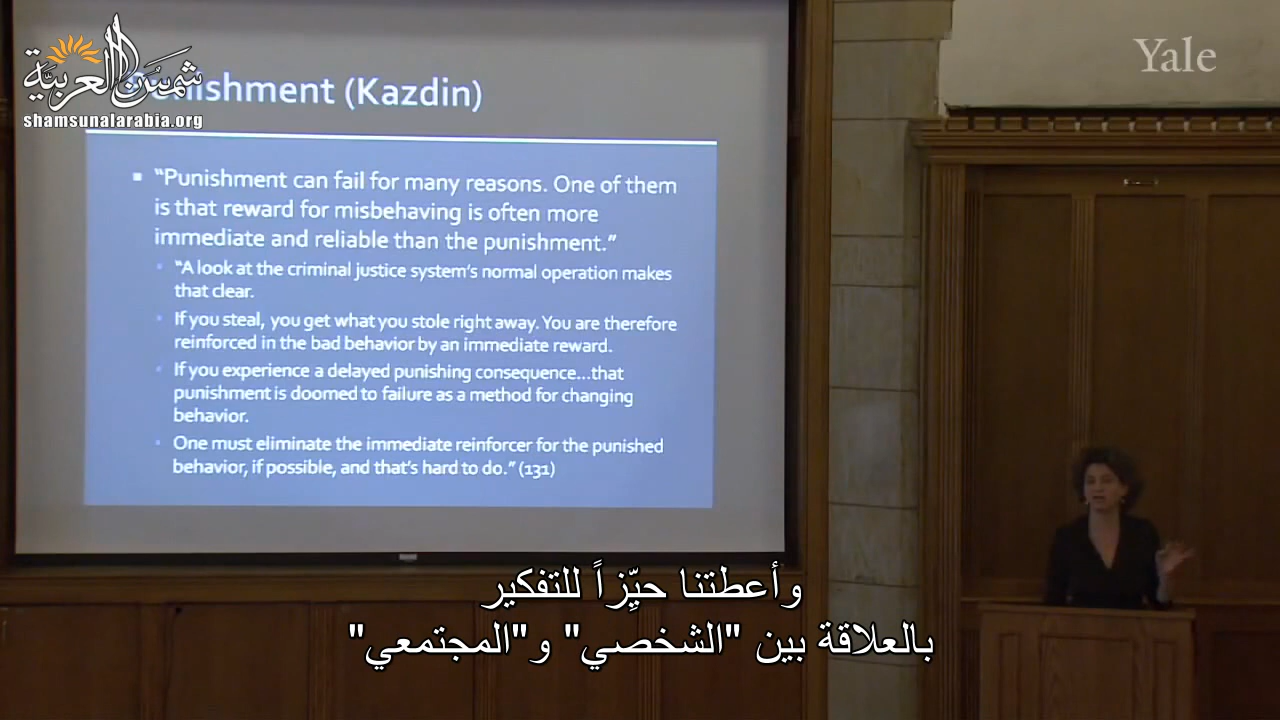 شمس العربية
shamsunalarabia.org
Yale
Punishment (Kazdin)
▪ “Punishment can fail for many reasons. One of them
is that reward for misbehaving is often more
immediate and reliable than the punishment.”
▪ “A look at the criminal justice system’s normal operation makes
that clear.
▪ If you steal, you get what you stole right away. You are therefore
reinforced in the bad behavior by an immediate reward.
▪ If you experience a delayed punishing consequence...that
punishment is doomed to failure as a method for changing
behavior.
▪ One must eliminate the immediate reinforcer for the punished
behavior, if possible, and that’s hard to do.” (131)
وأعطتنا حيِّزاً للتفكير
بالعلاقة بين "الشخصي" و"المجتمعي"